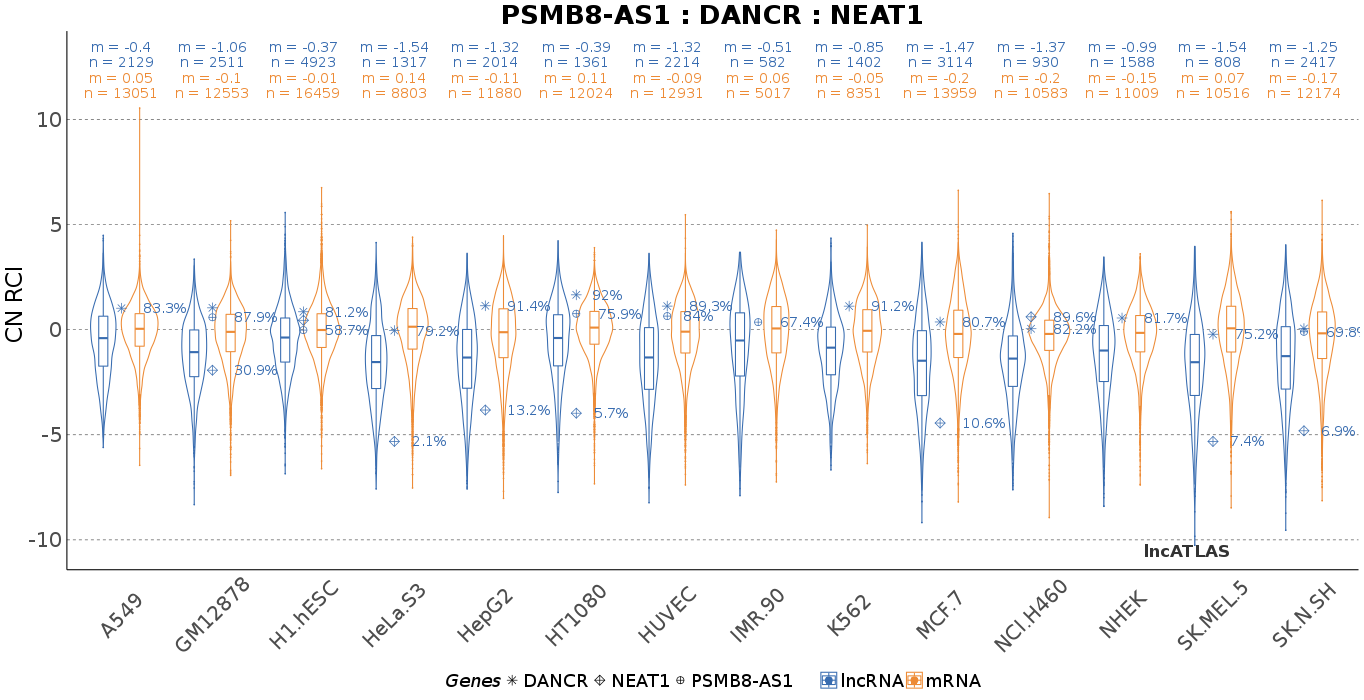 PSMB8-AS1 : DANCR : NEAT1
m = -0.4 m = -1.06 m = -0.37 m = -1.54 m = -1.32 m = -0.39 m = -1.32 m = -0.51 m = -0.85 m = -1.47 m = -1.37 m = -0.99 m = -1.54 m = -1.25
n = 2129 n = 2511 n = 4923 n = 1317 n = 2014 n = 1361 n = 2214 n = 582 n = 1402 n = 3114 n = 930 n = 1588 n = 808 n = 2417
m = 0.05 m = -0.1 m = -0.01 m = 0.14 m = -0.11 m = 0.11 m = -0.09 m = 0.06 m = -0.05 m = -0.2 m = -0.2 m = -0.15 m = 0.07 m = -0.17
n = 13051 n = 12553 n = 16459 n = 8803 n = 11880 n = 12024 n = 12931 n = 5017 n = 8351 n = 13959 n = 10583 n = 11009 n = 10516 n = 12174
10
5
92%
83.3% 81.2% 91.4% 89.3% 91.2%
87.9% 75.9% 84% 89.6% 81.7%
67.4% 80.7%
CN RCI
0 58.7% 79.2% 82.2% 75.2% 69.8%
30.9%
13.2% 5.7%
10.6%
-5 2.1% 7.4% 6.9%
-10
lncATLAS
A549 GM12878 H1.hESC HeLa.S3 HepG2 HT1080 HUVEC IMR.90 K562 MCF.7 NCI.H460 NHEK SK.MEL.5 SK.N.SH
Genes DANCR NEAT1 PSMB8-AS1 lncRNA mRNA